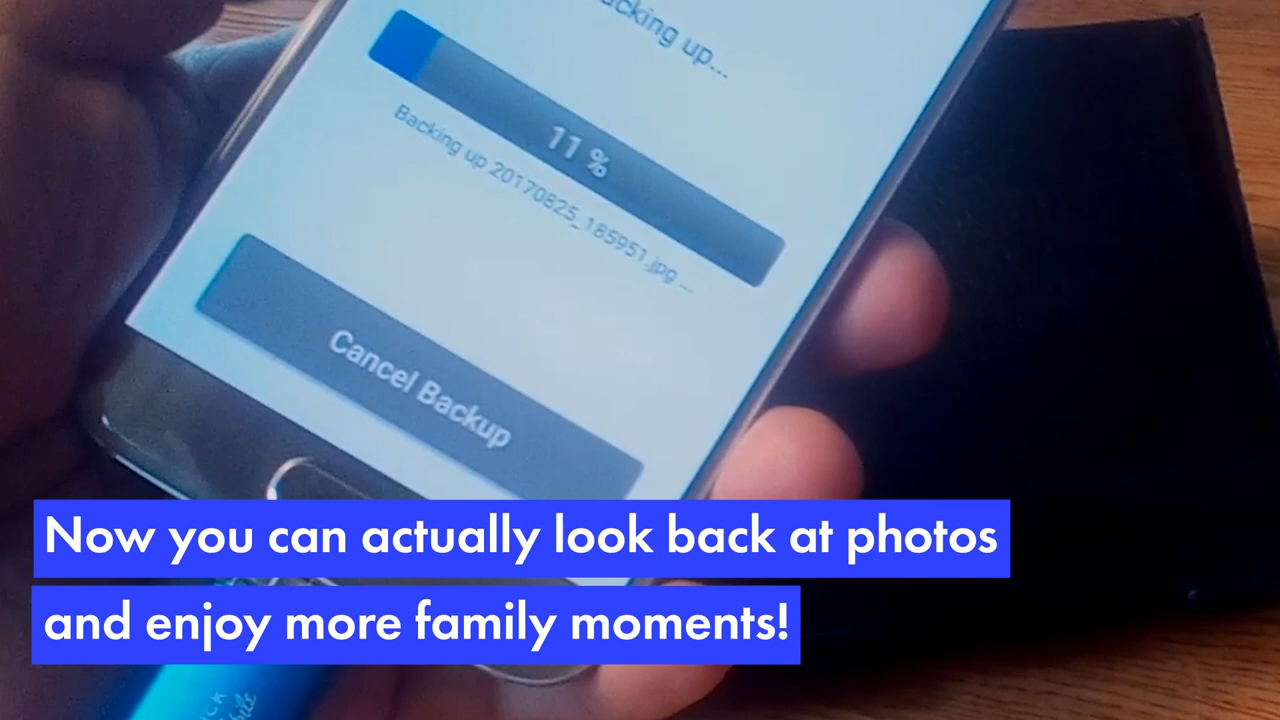 up...
11 %
Backing up 20170825_185951.jpg ...
Cancel Backup
Now you can actually look back at photos
and enjoy more family moments!